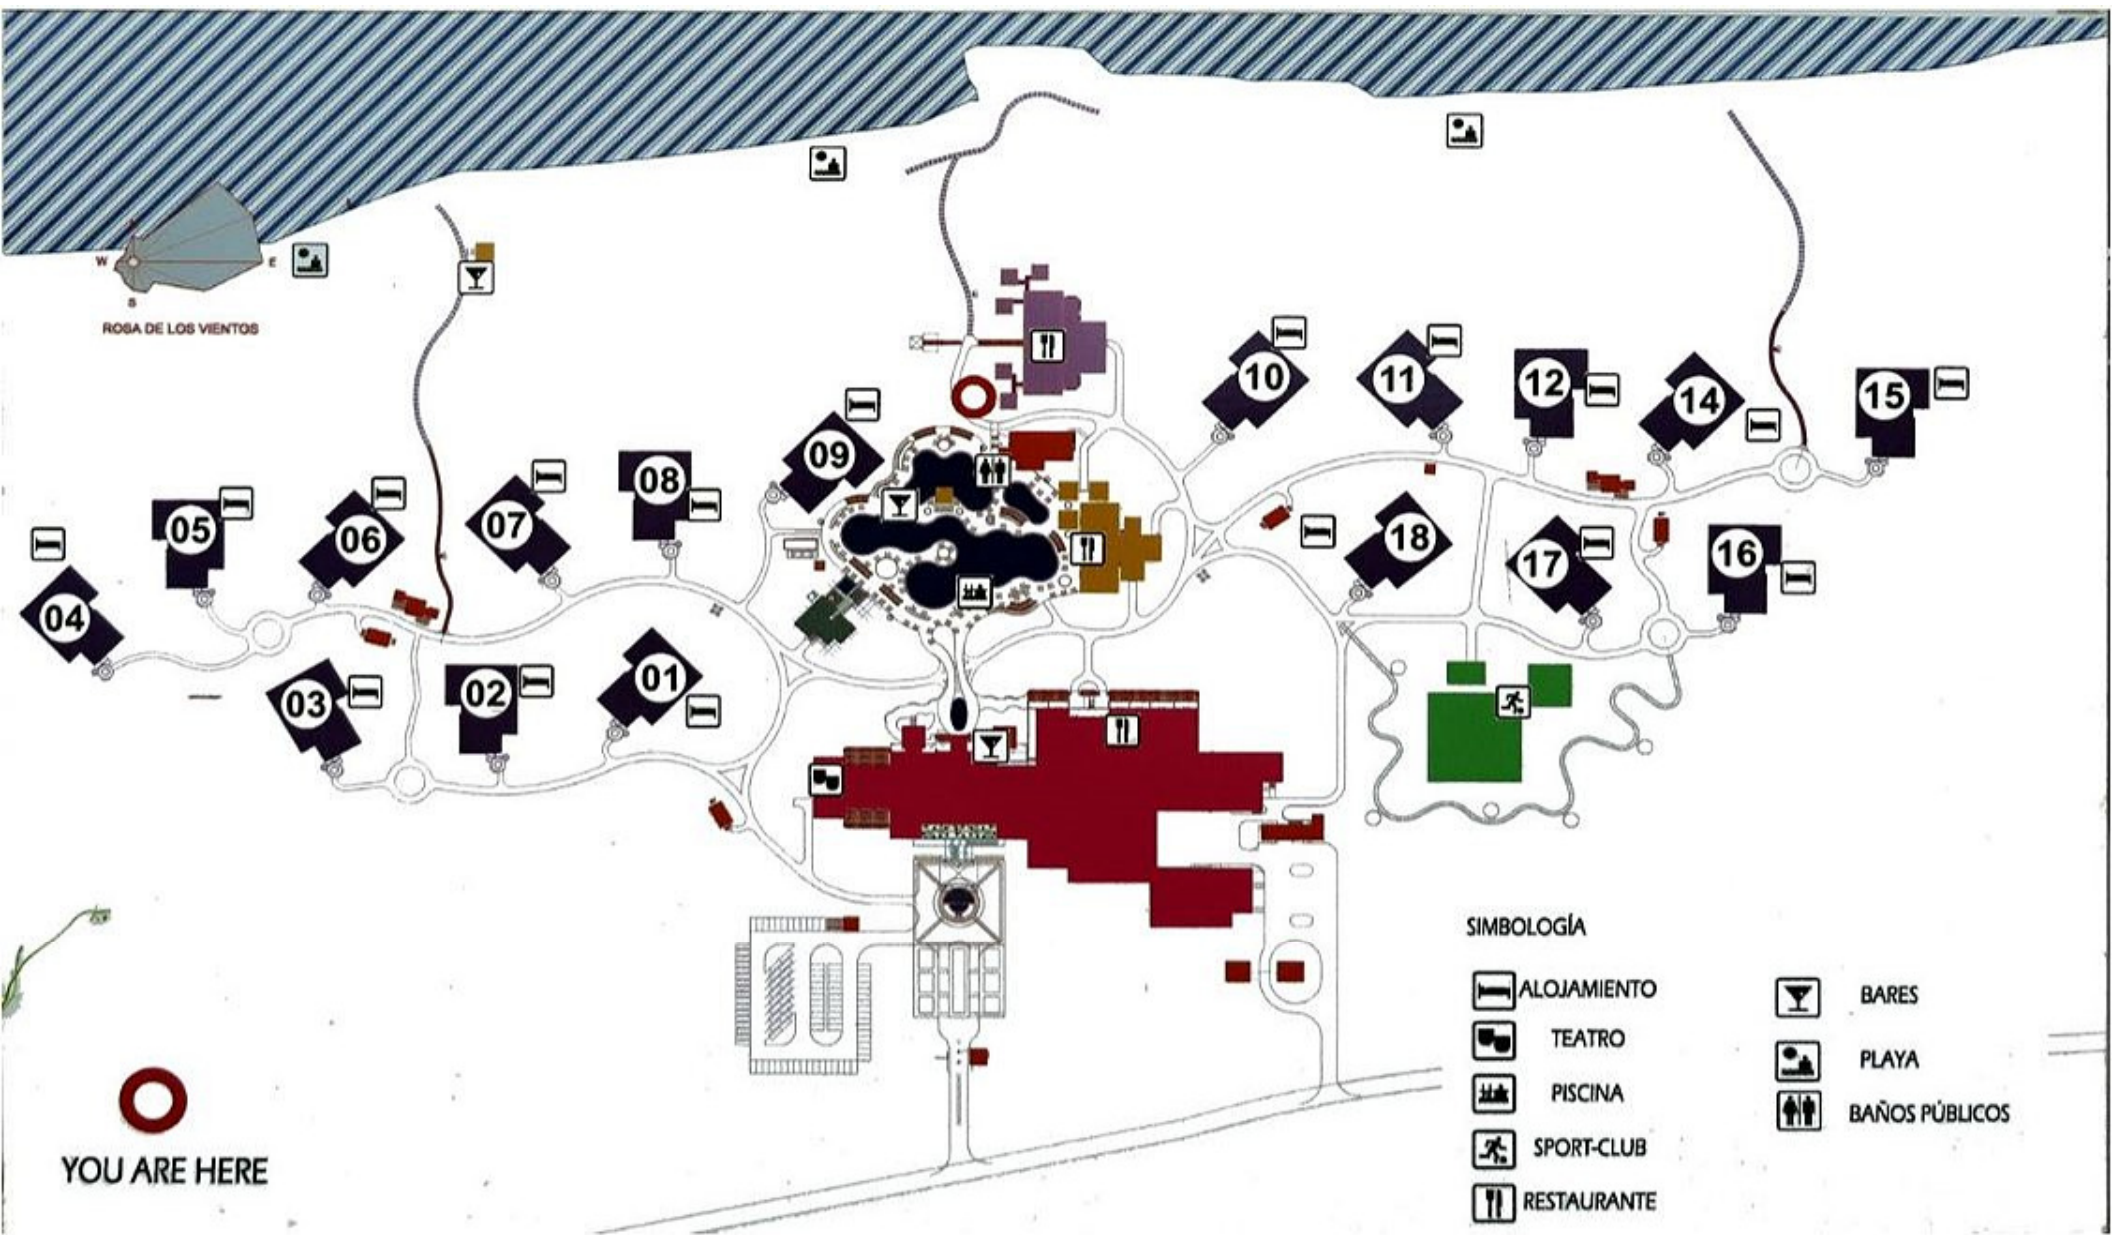 W
E
S
ROSA DE LOS VIENTOS
10
11
12
14
15
09
08
07
06
05
04
18
17
16
03
02
01
SIMBOLOGÍA
ALOJAMIENTO
TEATRO
PISCINA
SPORT-CLUB
RESTAURANTE
BARES
PLAYA
BAÑOS PÚBLICOS
YOU ARE HERE